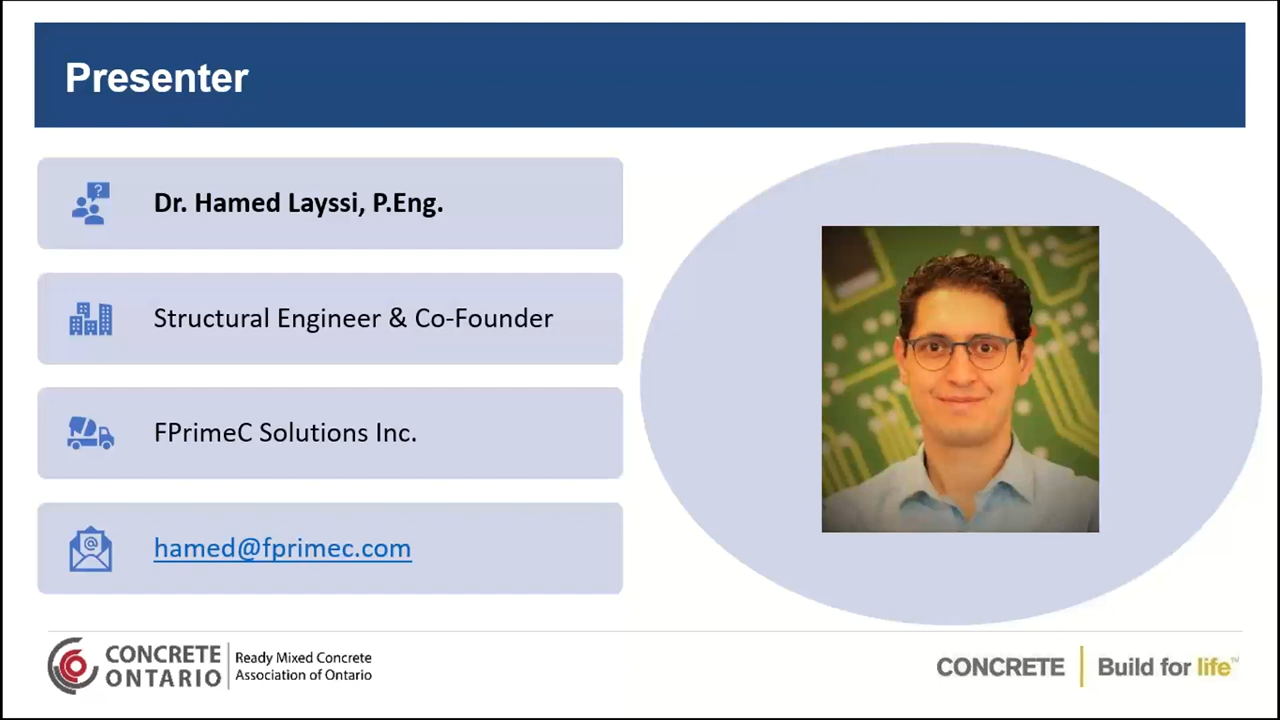 Presenter
?
Dr. Hamed Layssi, P.Eng.
Structural Engineer & Co-Founder
FPrimeC Solutions Inc.
@
hamed@fprimec.com
CONCRETE
ONTARIO
Ready Mixed Concrete
Association of Ontario
CONCRETE
Build for life™